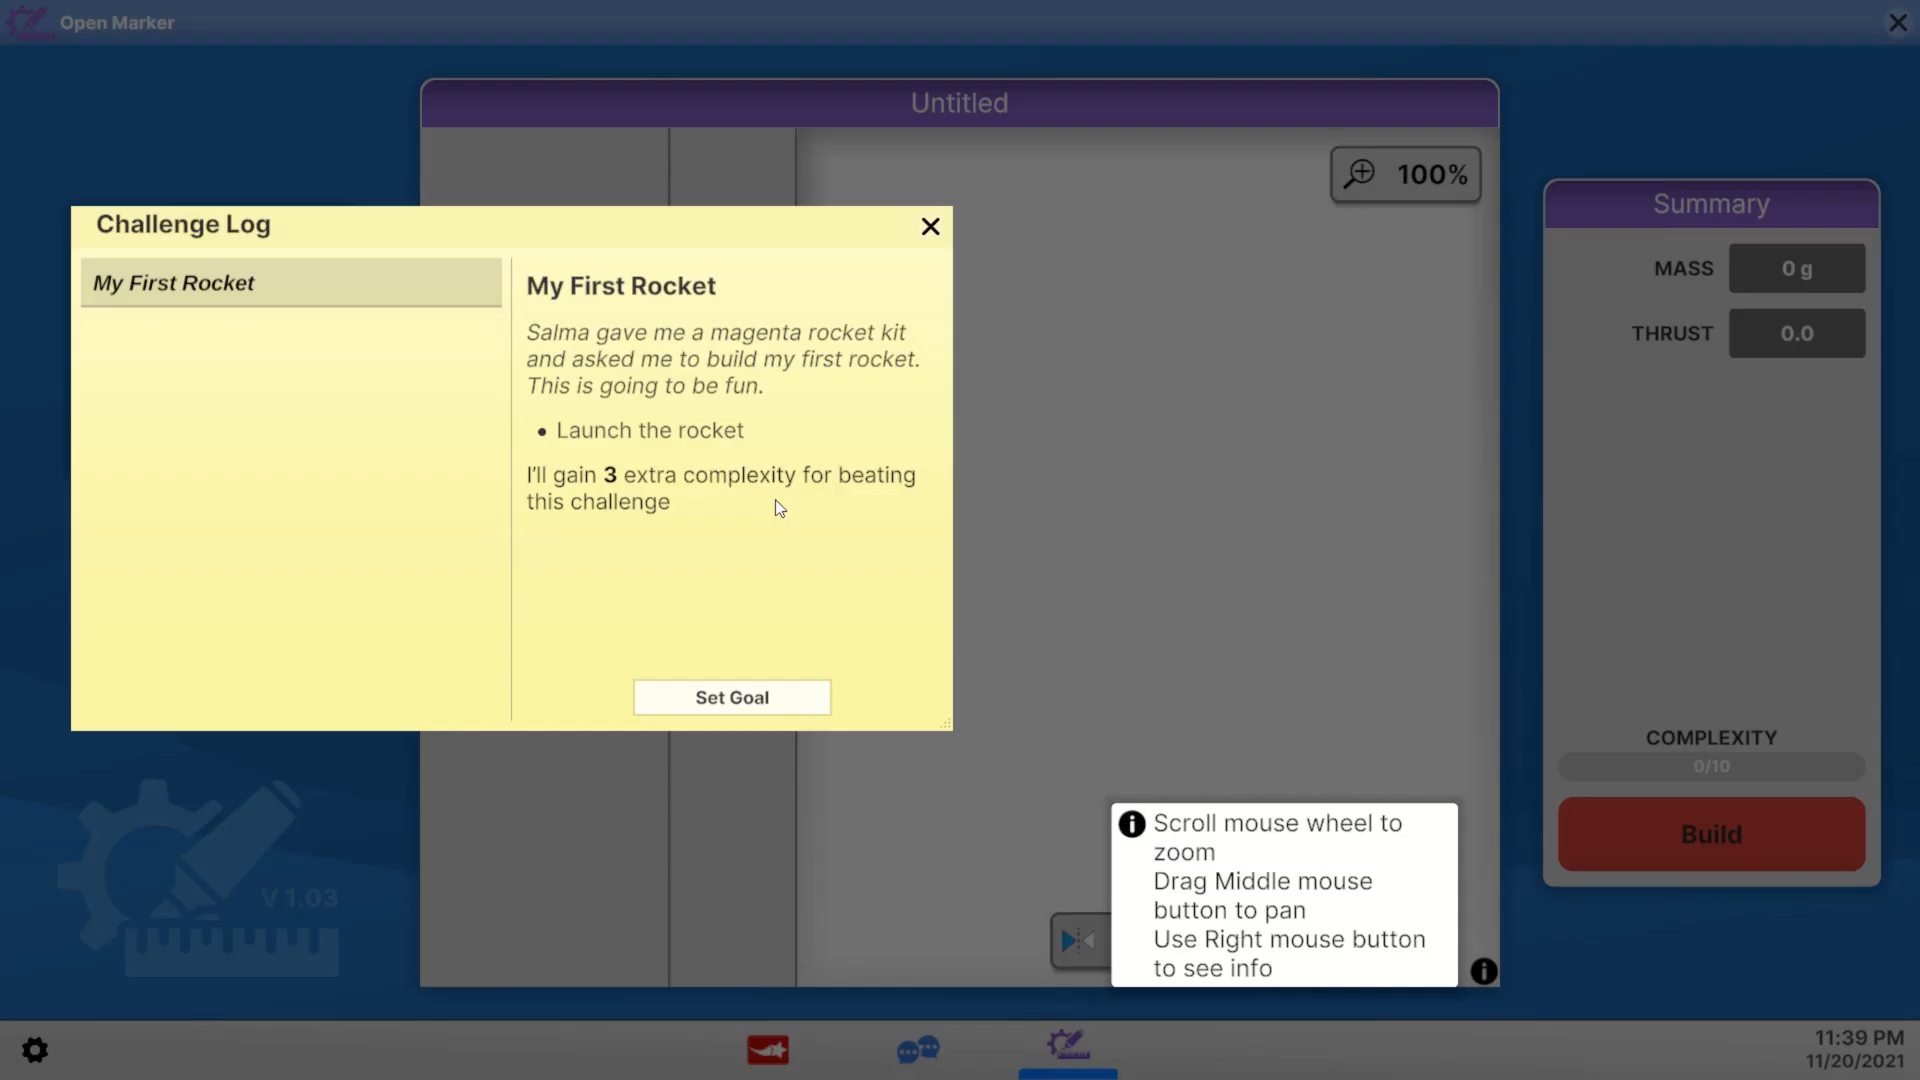 Open Marker
Untitled
100%
Challenge Log
My First Rocket
My First Rocket
Salma gave me a magenta rocket kit
and asked me to build my first rocket.
This is going to be fun.
• Launch the rocket
I'll gain 3 extra complexity for beating
this challenge
Set Goal
Summary
MASS 0 g
THRUST 0.0
COMPLEXITY
0/10
Build
V 1.03
Scroll mouse wheel to
zoom
Drag Middle mouse
button to pan
Use Right mouse button
to see info
11:39 PM
11/20/2021